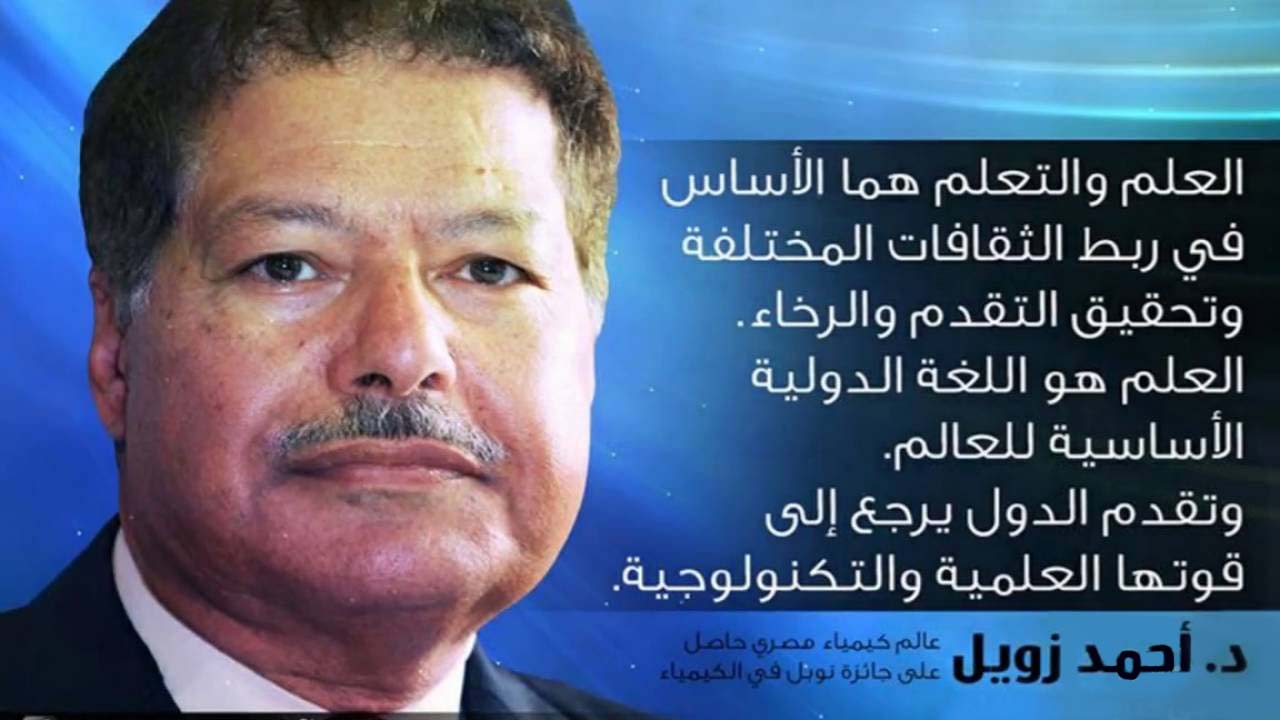 العلم والتعلم هما الأساس
في ربط الثقافات المختلفة
وتحقيق التقدم والرخاء.
العلم هو اللغة الدولية
الأساسية للعالم.
وتقدم الدول يرجع إلى
قوتها العلمية والتكنولوجية.
د. أحمد زويل
عالم كيمياء مصري حاصل
على جائزة نوبل في الكيمياء